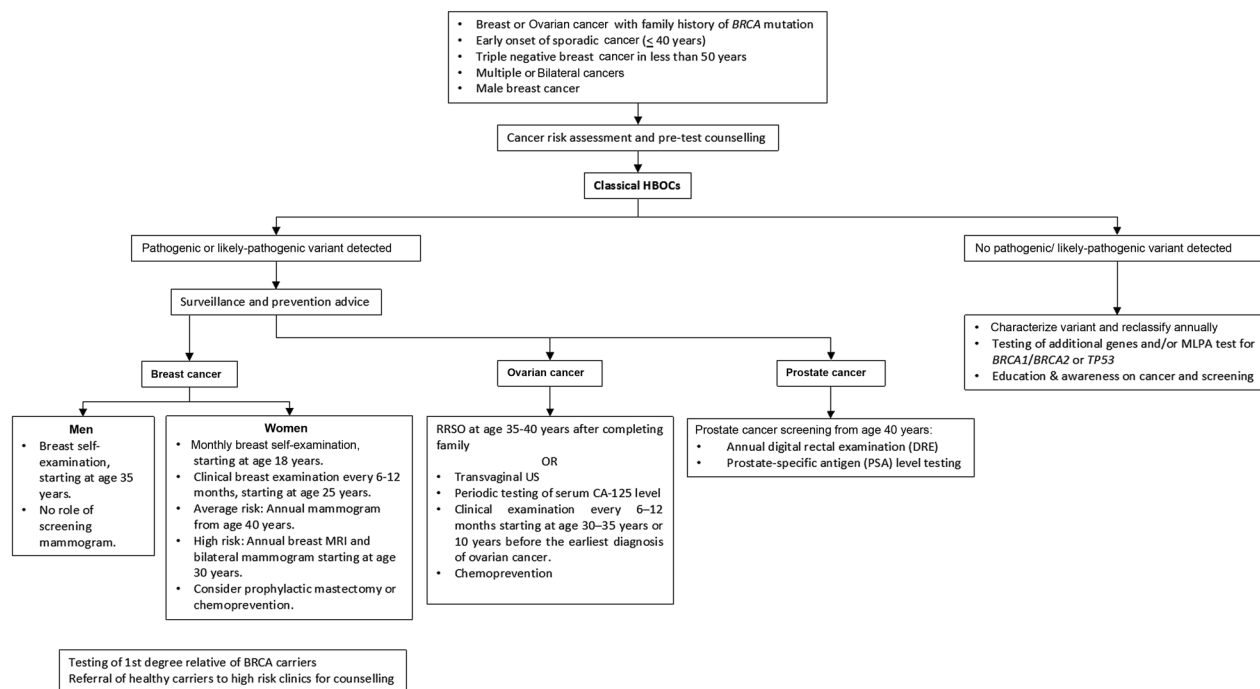 • Breast or Ovarian cancer with family history of BRCA mutation
• Early onset of sporadic cancer (≤ 40 years)
• Triple negative breast cancer in less than 50 years
• Multiple or Bilateral cancers
• Male breast cancer
Cancer risk assessment and pre-test counselling
Classical HBOCs
Pathogenic or likely-pathogenic variant detected
No pathogenic/ likely-pathogenic variant detected
Surveillance and prevention advice
• Characterize variant and reclassify annually
• Testing of additional genes and/or MLPA test for
BRCA1/BRCA2 or TP53
• Education & awareness on cancer and screening
Breast cancer
Ovarian cancer
Prostate cancer
Men
• Breast self-
examination,
starting at age 35
years.
• No role of
screening
mammogram.
Women
• Monthly breast self-examination,
starting at age 18 years.
• Clinical breast examination every 6-12
months, starting at age 25 years.
• Average risk: Annual mammogram
from age 40 years.
• High risk: Annual breast MRI and
bilateral mammogram starting at age
30 years.
• Consider prophylactic mastectomy or
chemoprevention.
RRSO at age 35-40 years after completing
family
OR
• Transvaginal US
• Periodic testing of serum CA-125 level
• Clinical examination every 6–12
months starting at age 30–35 years or
10 years before the earliest diagnosis
of ovarian cancer.
• Chemoprevention
Prostate cancer screening from age 40 years:
• Annual digital rectal examination (DRE)
• Prostate-specific antigen (PSA) level testing
Testing of 1st degree relative of BRCA carriers
Referral of healthy carriers to high risk clinics for counselling